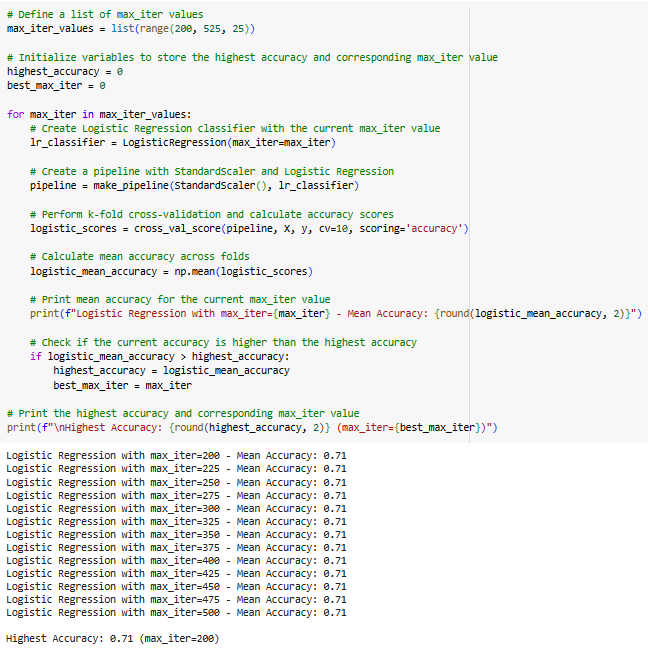 # Define a list of max_iter values
max_iter_values = list(range(200, 525, 25))
# Initialize variables to store the highest accuracy and corresponding max_iter value
highest_accuracy = 0
best_max_iter = 0
for max_iter in max_iter_values:
# Create Logistic Regression classifier with the current max_iter value
lr_classifier = LogisticRegression(max_iter=max_iter)
# Create a pipeline with StandardScaler and Logistic Regression
pipeline = make_pipeline(StandardScaler(), lr_classifier)
# Perform k-fold cross-validation and calculate accuracy scores
logistic_scores = cross_val_score(pipeline, X, y, cv=10, scoring='accuracy')
# Calculate mean accuracy across folds
logistic_mean_accuracy = np.mean(logistic_scores)
# Print mean accuracy for the current max_iter value
print(f"Logistic Regression with max_iter={max_iter} - Mean Accuracy: {round(logistic_mean_accuracy, 2)}")
# Check if the current accuracy is higher than the highest accuracy
if logistic_mean_accuracy > highest_accuracy:
highest_accuracy = logistic_mean_accuracy
best_max_iter = max_iter
# Print the highest accuracy and corresponding max_iter value
print(f"\nHighest Accuracy: {round(highest_accuracy, 2)} (max_iter={best_max_iter})")
Logistic Regression with max_iter=200 - Mean Accuracy: 0.71
Logistic Regression with max_iter=225 - Mean Accuracy: 0.71
Logistic Regression with max_iter=250 - Mean Accuracy: 0.71
Logistic Regression with max_iter=275 - Mean Accuracy: 0.71
Logistic Regression with max_iter=300 - Mean Accuracy: 0.71
Logistic Regression with max_iter=325 - Mean Accuracy: 0.71
Logistic Regression with max_iter=350 - Mean Accuracy: 0.71
Logistic Regression with max_iter=375 - Mean Accuracy: 0.71
Logistic Regression with max_iter=400 - Mean Accuracy: 0.71
Logistic Regression with max_iter=425 - Mean Accuracy: 0.71
Logistic Regression with max_iter=450 - Mean Accuracy: 0.71
Logistic Regression with max_iter=475 - Mean Accuracy: 0.71
Logistic Regression with max_iter=500 - Mean Accuracy: 0.71
Highest Accuracy: 0.71 (max_iter=200)